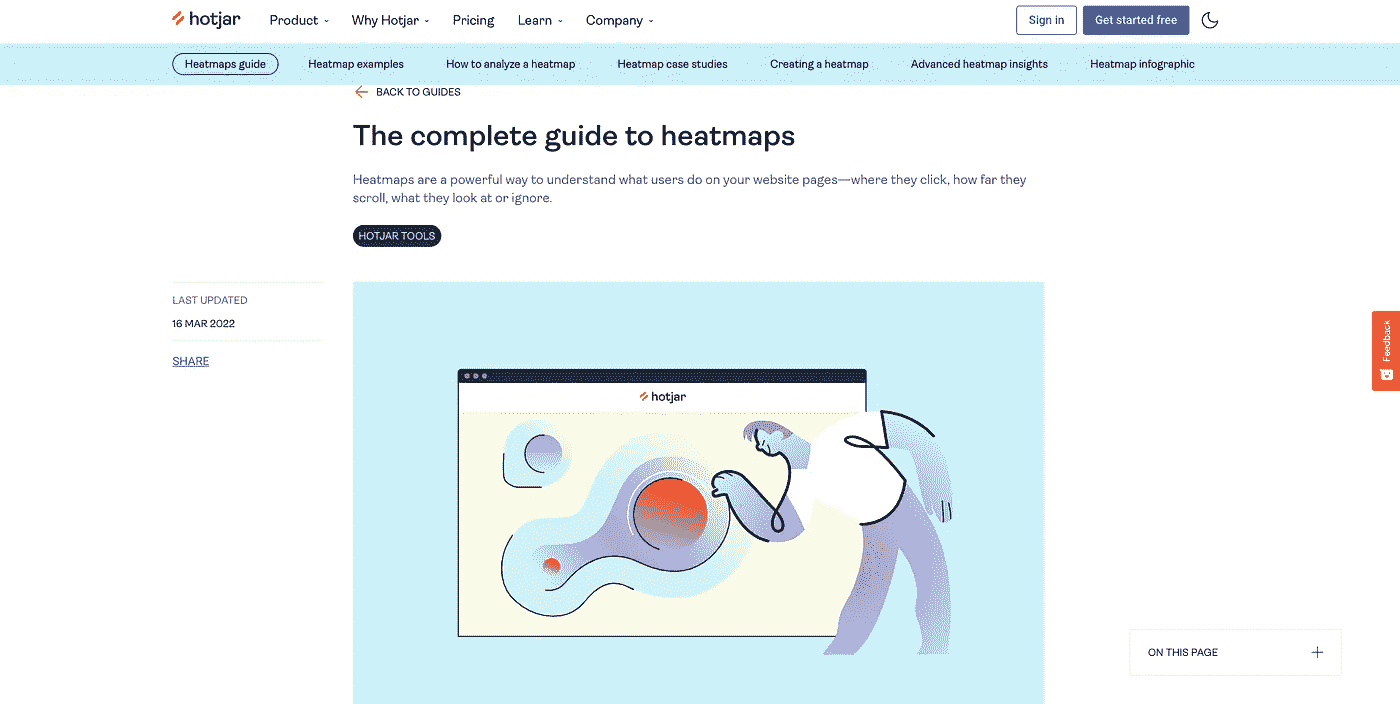 hotjar
Product
Why Hotjar
Pricing
Learn
Company
Sign in
Get started free
Heatmaps guide
Heatmap examples
How to analyze a heatmap
Heatmap case studies
Creating a heatmap
Advanced heatmap insights
Heatmap infographic
BACK TO GUIDES
The complete guide to heatmaps
Heatmaps are a powerful way to understand what users do on your website pages—where they click, how far they
scroll, what they look at or ignore.
HOTJAR TOOLS
LAST UPDATED
16 MAR 2022
SHARE
hotjar
Feedback
ON THIS PAGE